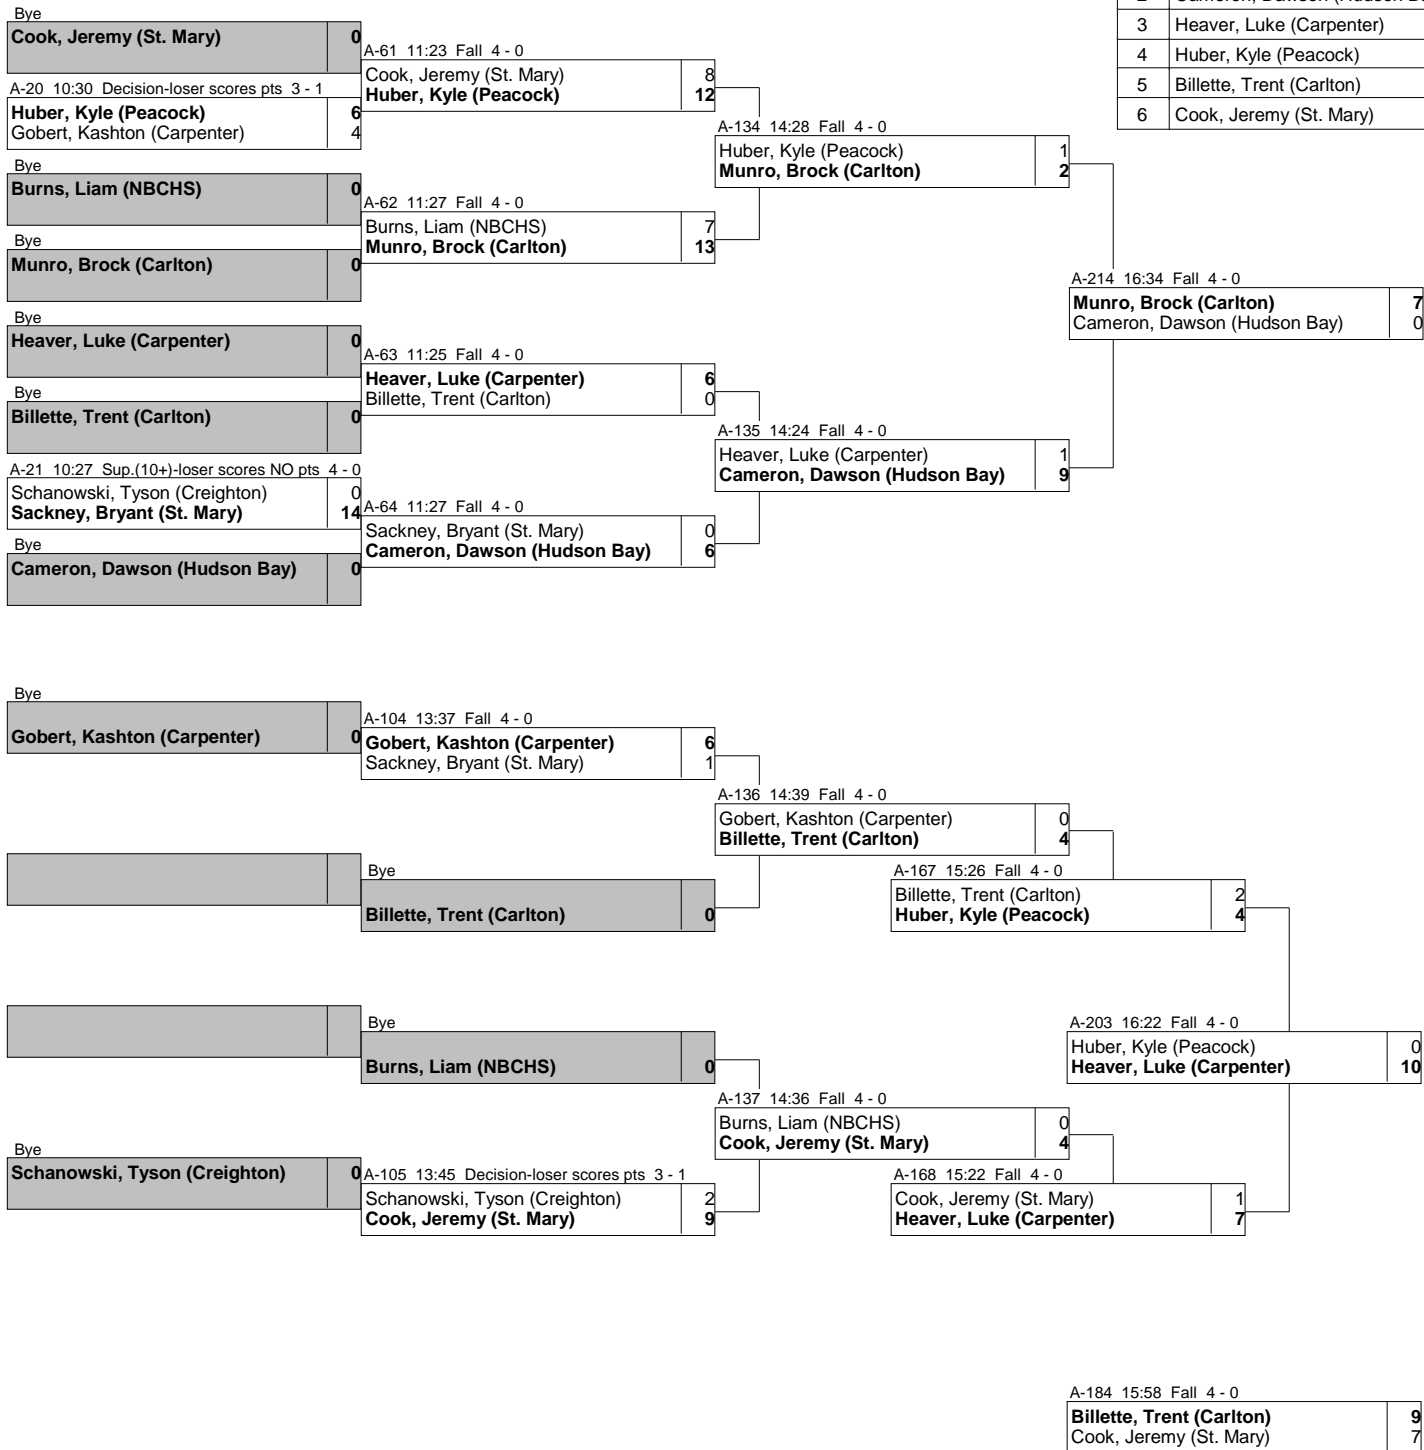 2 Cameron, Dawson (Hudson
3 Heaver, Luke (Carpenter)
4 Huber, Kyle (Peacock)
5 Billette, Trent (Carlton)
6 Cook, Jeremy (St. Mary)
Bye
Cook, Jeremy (St. Mary) 0
A-20 10:30 Decision-loser scores pts 3 - 1
Huber, Kyle (Peacock) 6
Gobert, Kashton (Carpenter) 4
Bye
Burns, Liam (NBCHS) 0
Bye
Munro, Brock (Carlton) 0
Bye
Heaver, Luke (Carpenter) 0
Bye
Billette, Trent (Carlton) 0
A-21 10:27 Sup.(10+)-loser scores NO pts 4 - 0
Schanowski, Tyson (Creighton) 0
Sackney, Bryant (St. Mary) 14
Bye
Cameron, Dawson (Hudson Bay) 0
A-61 11:23 Fall 4 - 0
Cook, Jeremy (St. Mary) 8
Huber, Kyle (Peacock) 12
A-62 11:27 Fall 4 - 0
Burns, Liam (NBCHS) 7
Munro, Brock (Carlton) 13
A-63 11:25 Fall 4 - 0
Heaver, Luke (Carpenter) 6
Billette, Trent (Carlton) 0
A-64 11:27 Fall 4 - 0
Sackney, Bryant (St. Mary) 0
Cameron, Dawson (Hudson Bay) 6
A-134 14:28 Fall 4 - 0
Huber, Kyle (Peacock) 1
Munro, Brock (Carlton) 2
A-135 14:24 Fall 4 - 0
Heaver, Luke (Carpenter) 1
Cameron, Dawson (Hudson Bay) 9
A-214 16:34 Fall 4 - 0
Munro, Brock (Carlton) 7
Cameron, Dawson (Hudson Bay) 0
Bye
Gobert, Kashton (Carpenter) 0
Bye
Schanowski, Tyson (Creighton) 0
A-104 13:37 Fall 4 - 0
Gobert, Kashton (Carpenter) 6
Sackney, Bryant (St. Mary) 1
Bye
Billette, Trent (Carlton) 0
Bye
Burns, Liam (NBCHS) 0
A-105 13:45 Decision-loser scores pts 3 - 1
Schanowski, Tyson (Creighton) 2
Cook, Jeremy (St. Mary) 9
A-136 14:39 Fall 4 - 0
Gobert, Kashton (Carpenter) 0
Billette, Trent (Carlton) 4
A-137 14:36 Fall 4 - 0
Burns, Liam (NBCHS) 0
Cook, Jeremy (St. Mary) 4
A-167 15:26 Fall 4 - 0
Billette, Trent (Carlton) 2
Huber, Kyle (Peacock) 4
A-168 15:22 Fall 4 - 0
Cook, Jeremy (St. Mary) 1
Heaver, Luke (Carpenter) 7
A-203 16:22 Fall 4 - 0
Huber, Kyle (Peacock) 0
Heaver, Luke (Carpenter) 10
A-184 15:58 Fall 4 - 0
Billette, Trent (Carlton) 9
Cook, Jeremy (St. Mary) 7